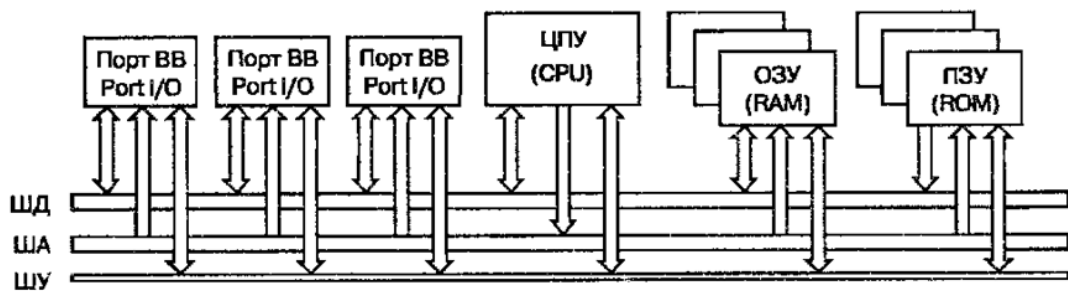 Порт ВВ
Port i/O
Порт ВВ
Port I/O
Порт ВВ
Port I/O
ЦПУ
(CPU)
ОЗУ
(RAM)
ПЗУ
(ROM)
ШД
ША
ШУ